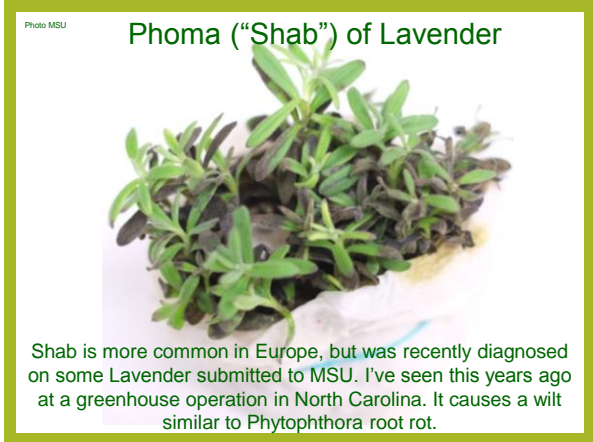 Photo MSU
Phoma (“Shab”) of Lavender
Shab is more common in Europe, but was recently diagnosed
on some Lavender submitted to MSU. I’ve seen this years ago
at a greenhouse operation in North Carolina. It causes a wilt
similar to Phytophthora root rot.